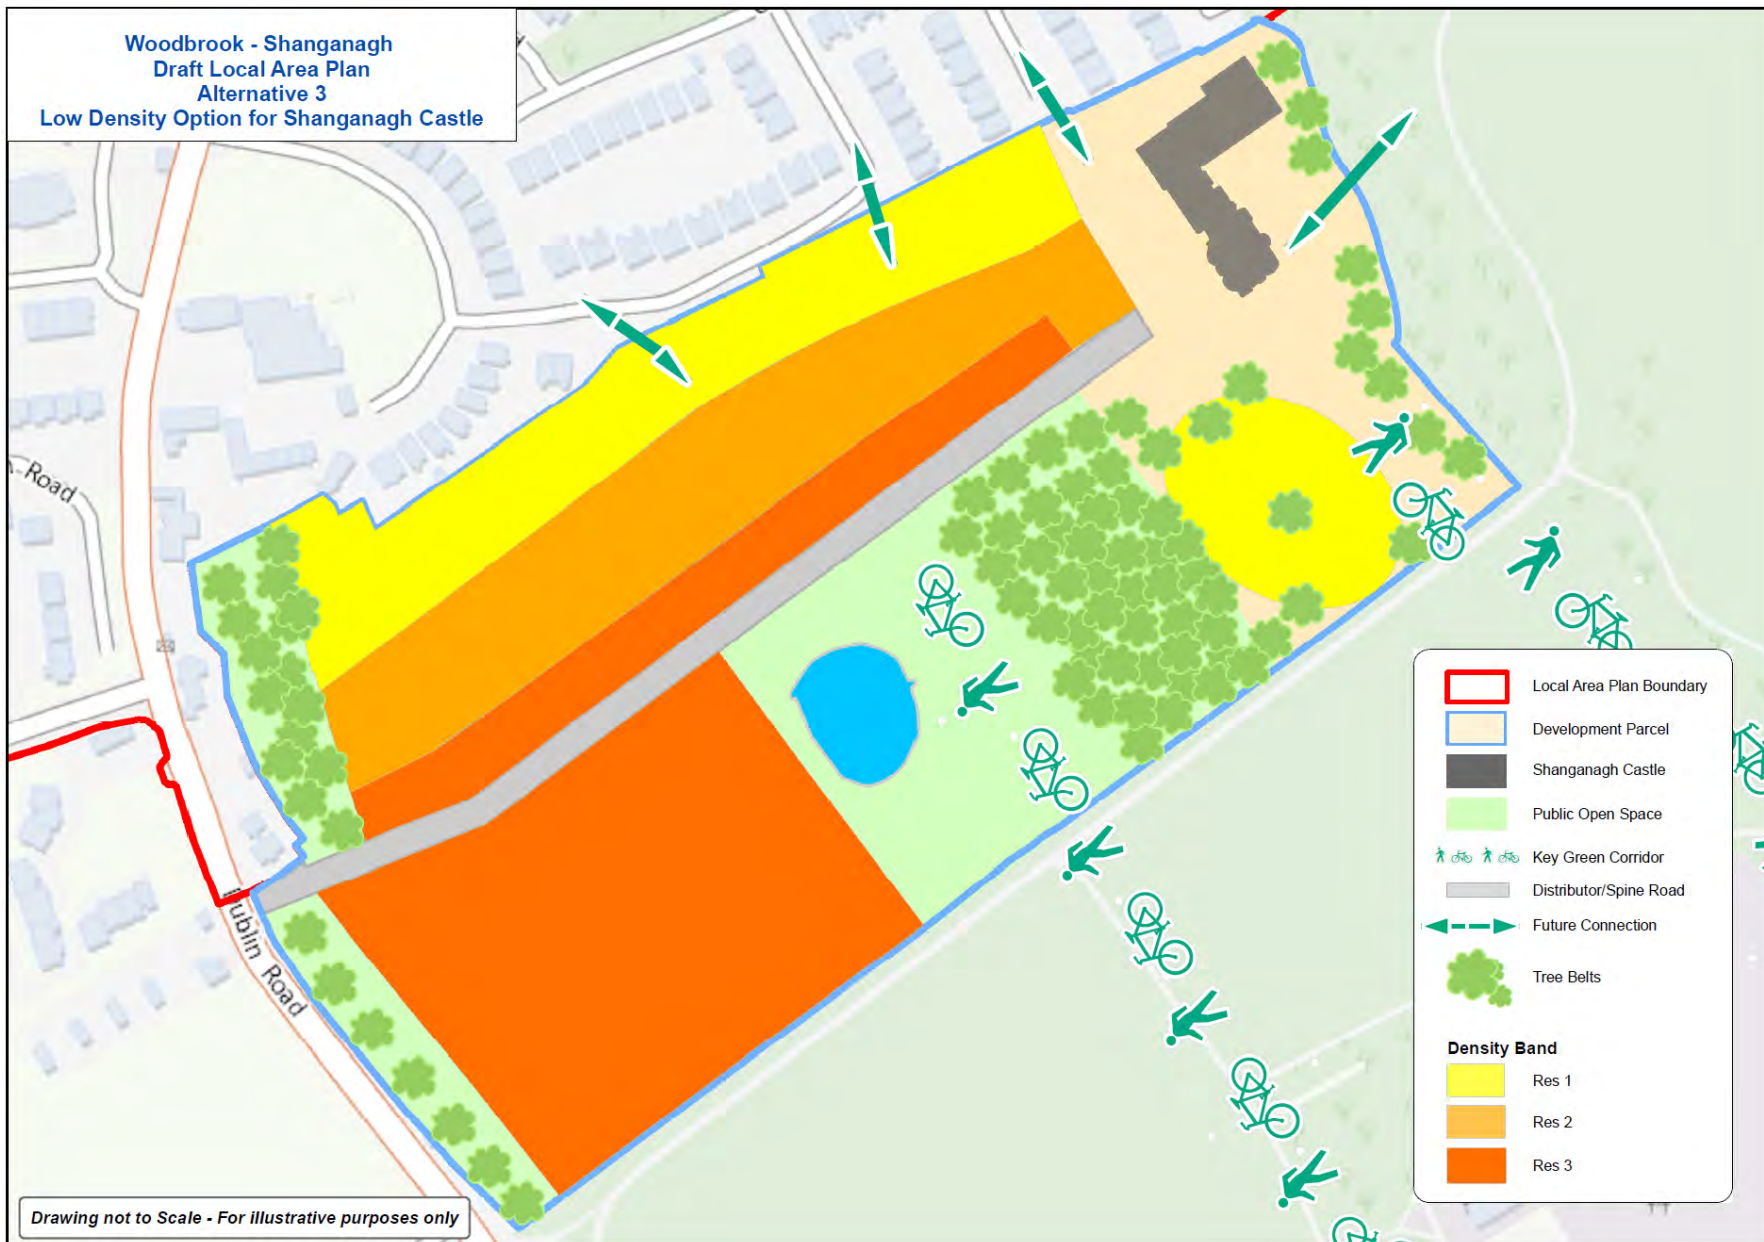 Woodbrook - Shanganagh
Draft Local Area Plan
Alternative 3
Low Density Option for Shanganagh Castle
Road
Dublin Road
Local Area Plan Boundary
Development Parcel
Shanganagh Castle
Public Open Space
Key Green Corridor
Distributor/Spine Road
Future Connection
Tree Belts
Density Band
Res 1
Res 2
Res 3
Drawing not to Scale - For illustrative purposes only